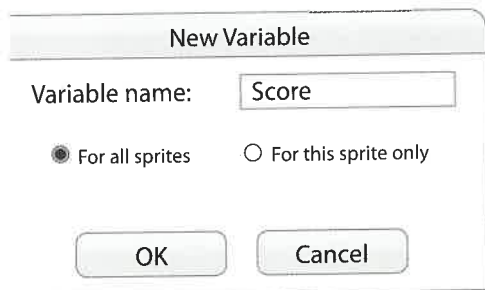 New Variable
Variable name: Score
For all sprites For this sprite only
OK Cancel